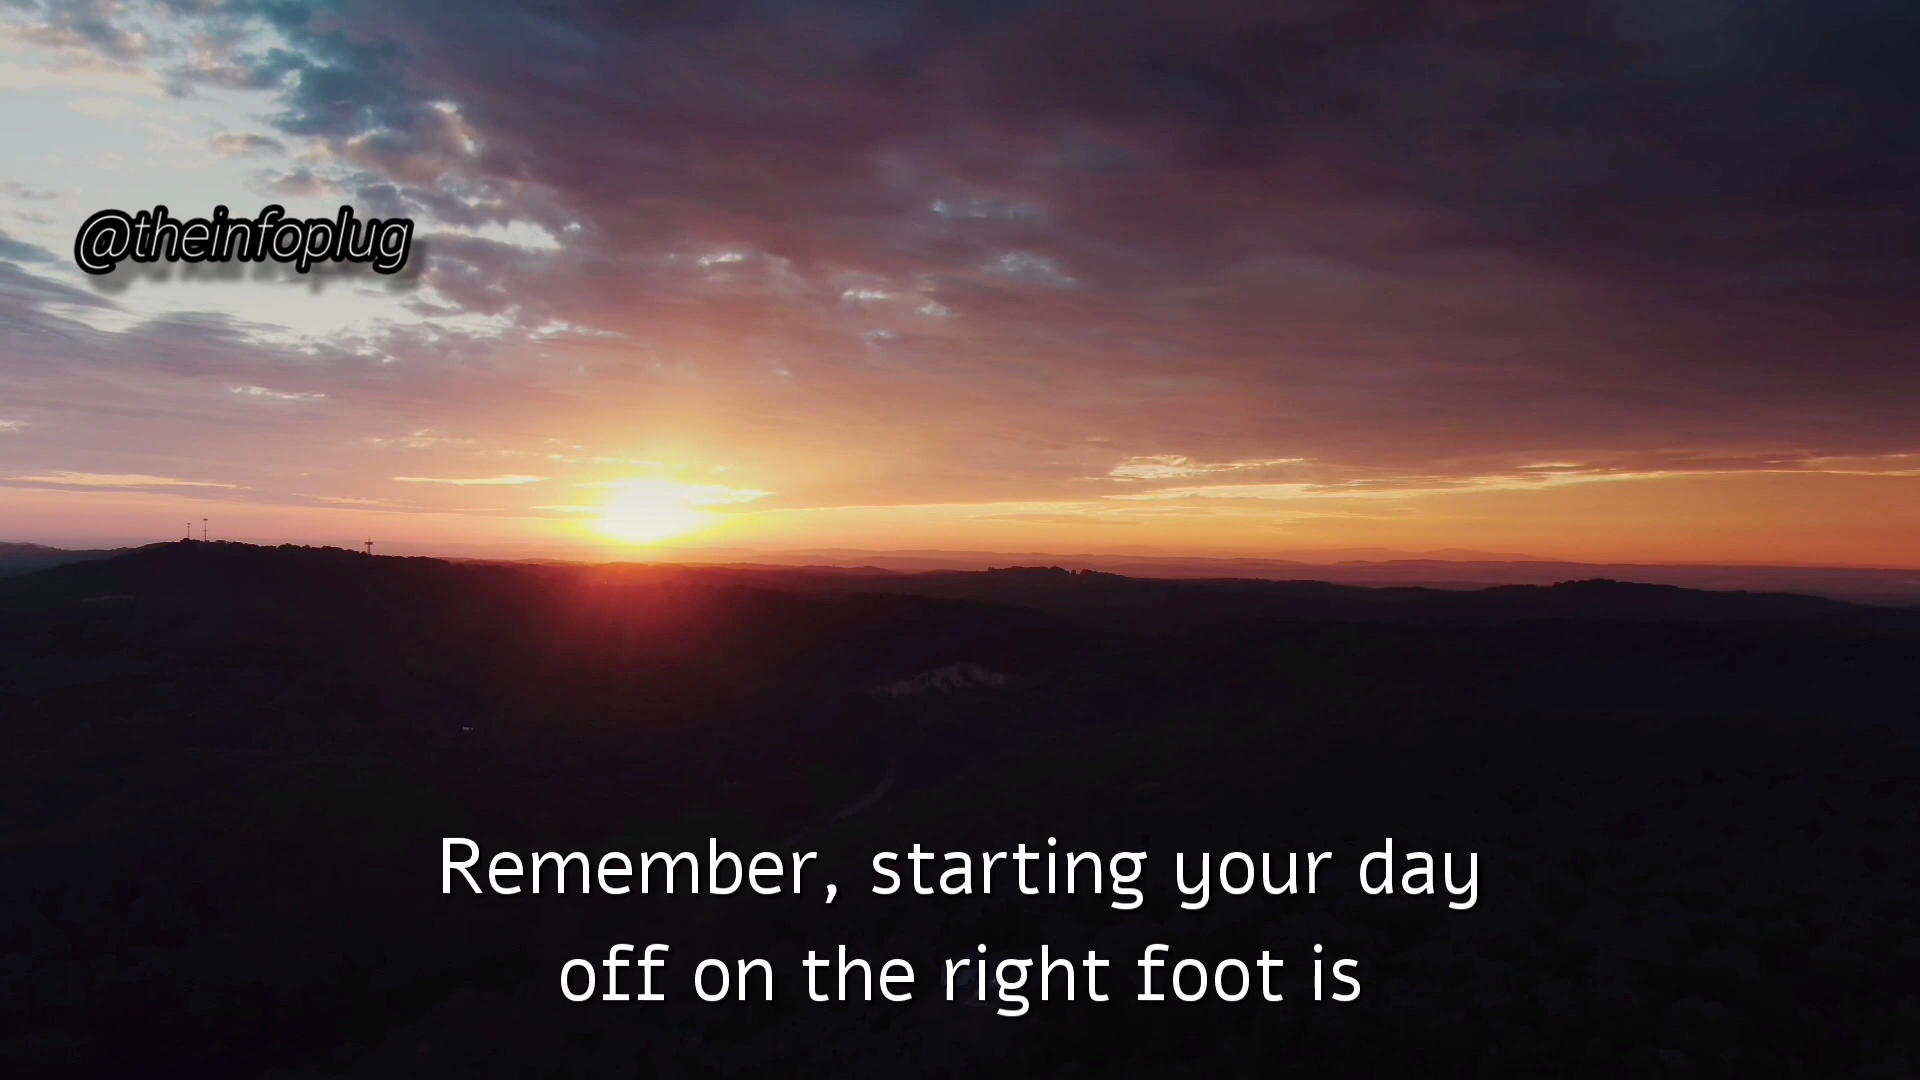 @theinfoplug
Remember, starting your day
off on the right foot is